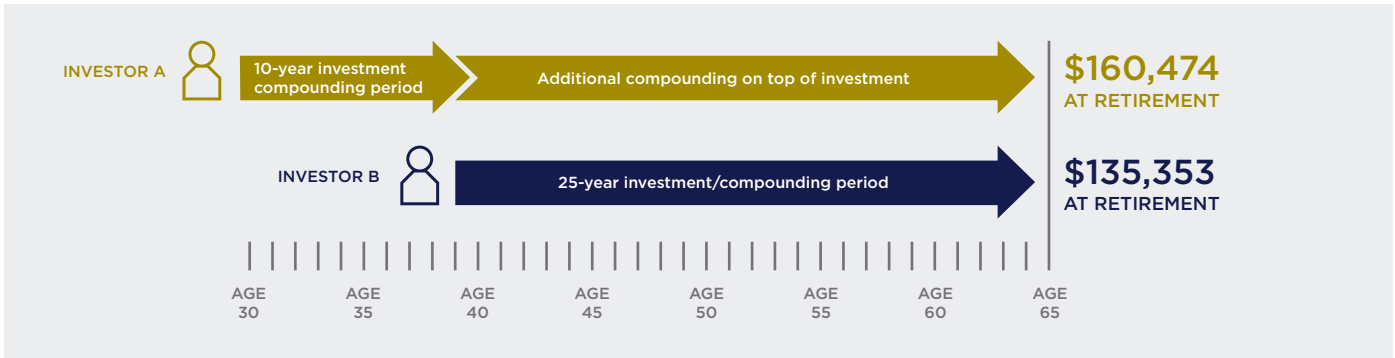 INVESTOR A
10-year investment
compounding period
Additional compounding on top of investment
$160,474
AT RETIREMENT
INVESTOR B
25-year investment/compounding period
$135,353
AT RETIREMENT
AGE
30
AGE
35
AGE
40
AGE
45
AGE
50
AGE
55
AGE
60
AGE
65